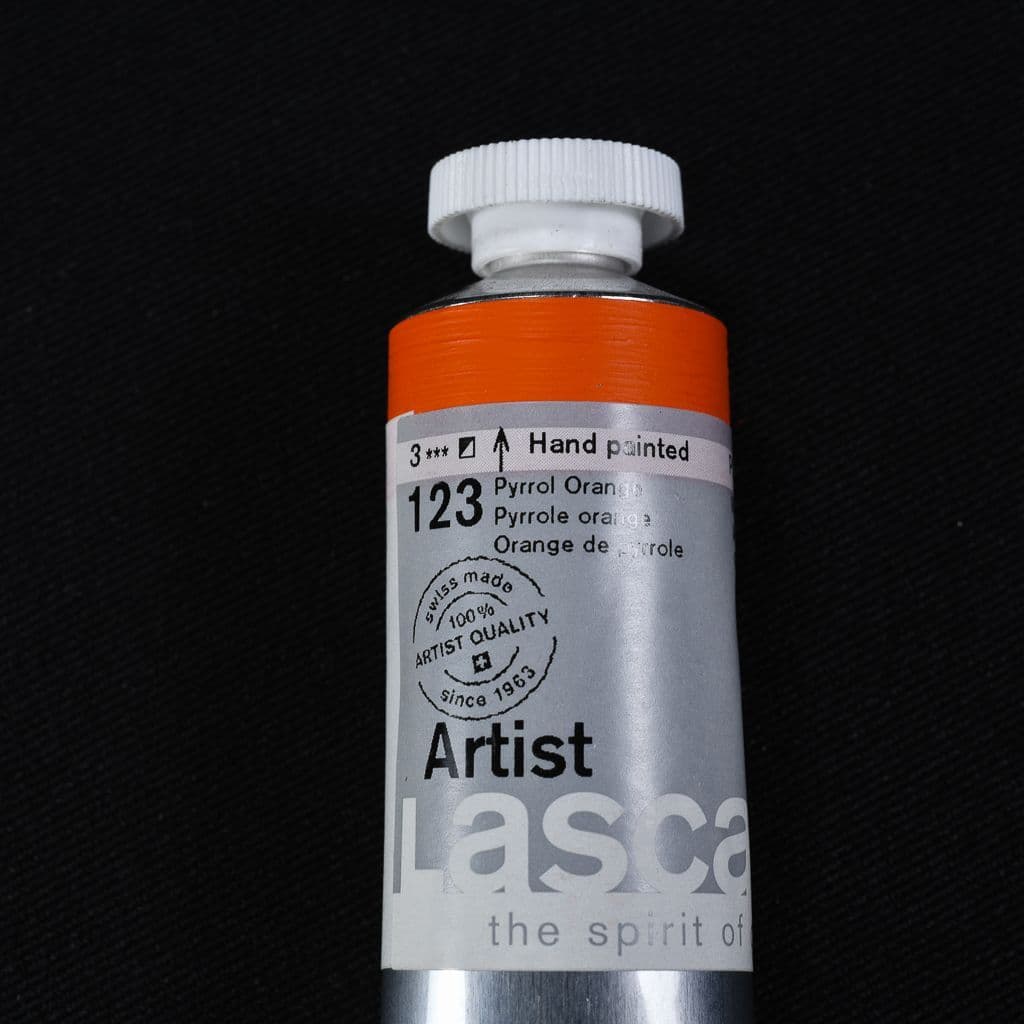 3 *** Hand painted
123 Pyrrol Orange
Pyrrole orange
Orange de pyrrole
swiss made
100%
ARTIST QUALITY
since 1963
Artist
Lasca
the spirit of